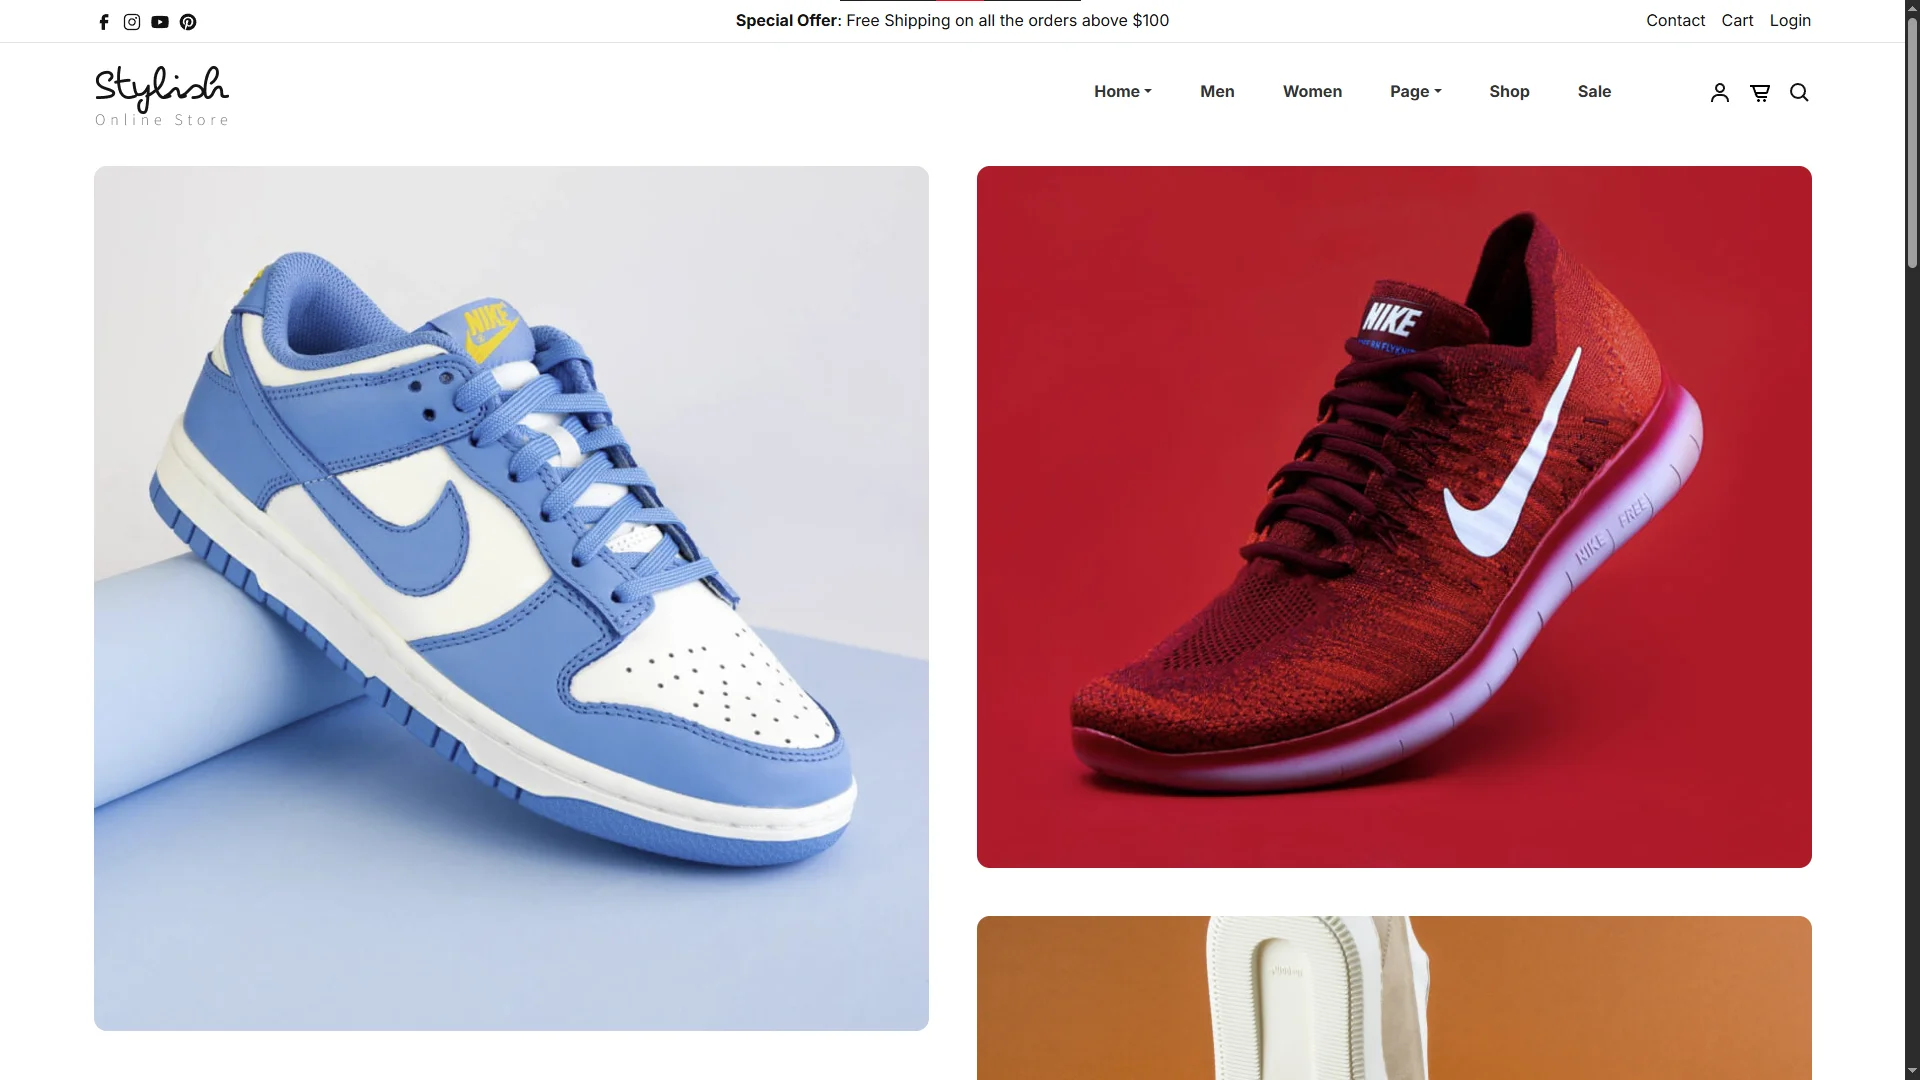 Special Offer: Free Shipping on all the orders above $100
Contact Cart Login
Stylish
Online Store
Home Men Women Page Shop Sale
NIKE
NIKE
NIKE FREE